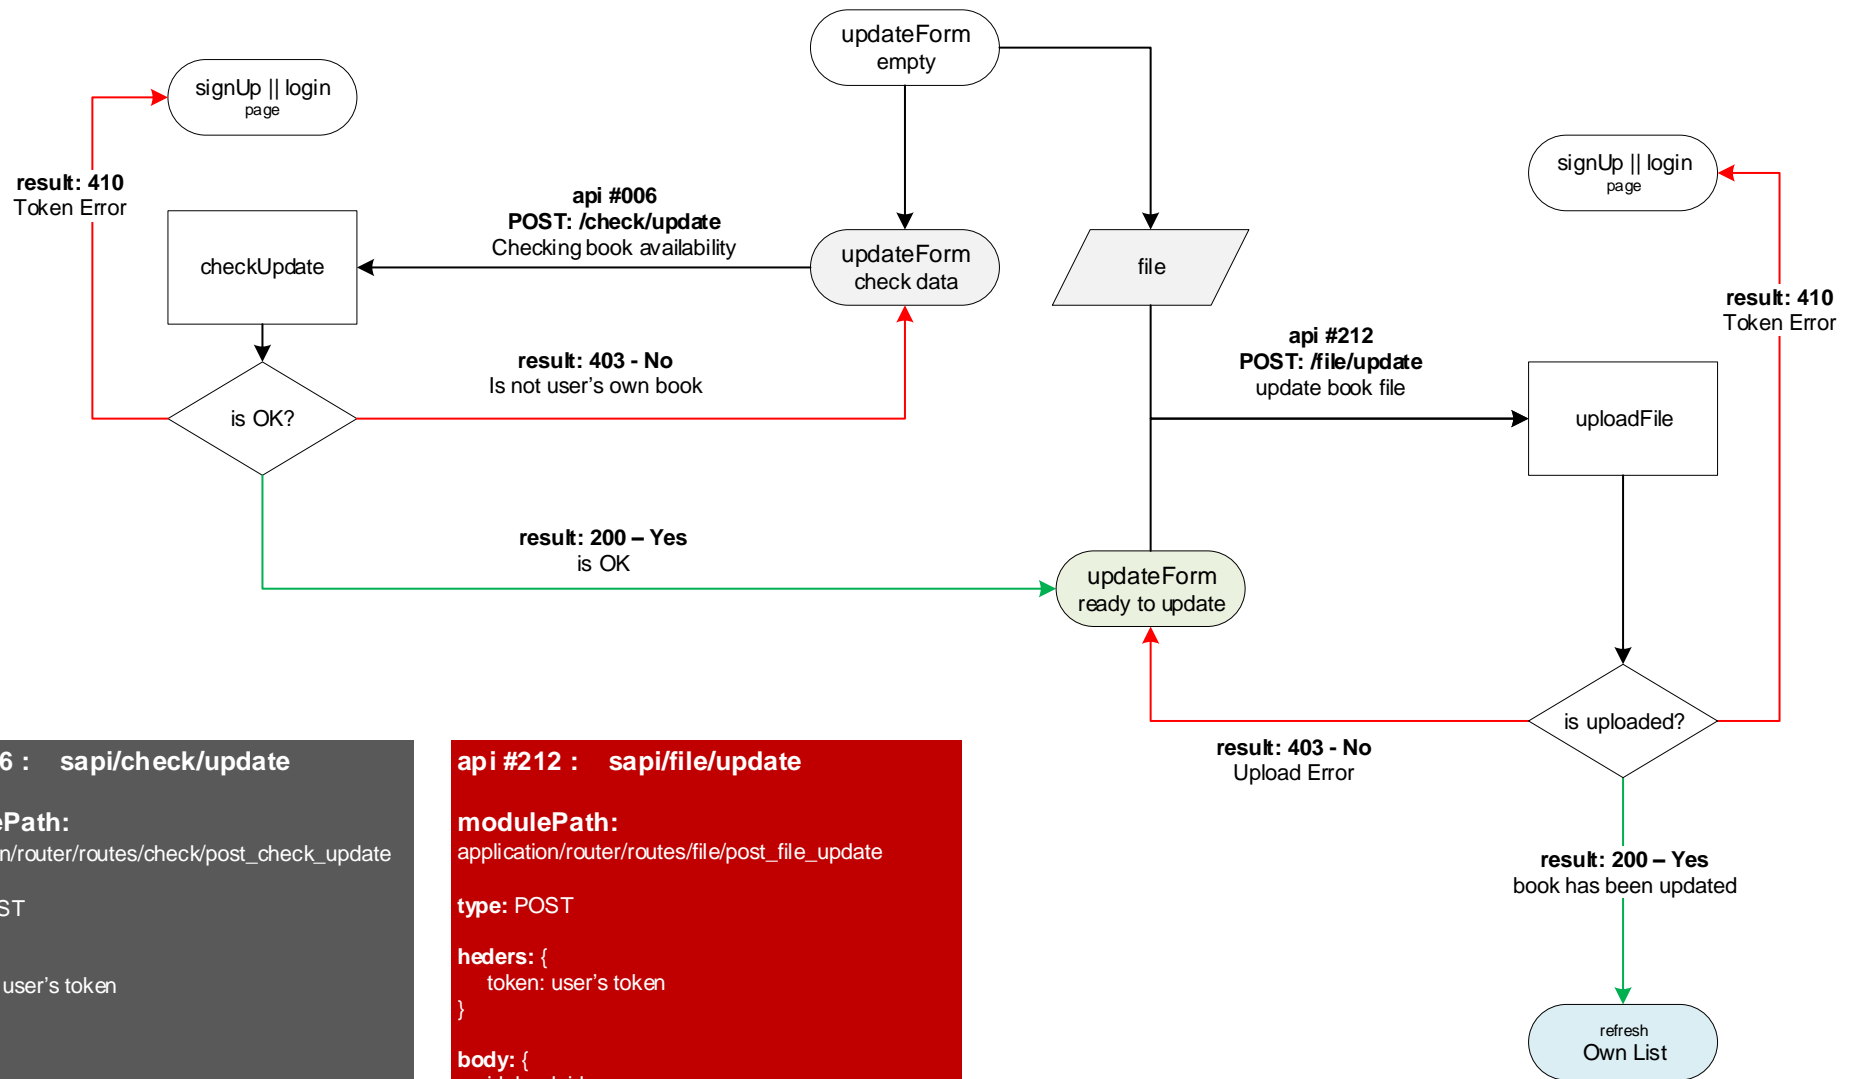 updateForm
empty
signUp || login
page
result: 410
Token Error
api #006
POST: /check/update
Checking book availability
checkUpdate
updateForm
check data
file
signUp || login
page
result: 410
Token Error
result: 403 - No
Is not user's own book
is OK?
api #212
POST: /file/update
update book file
uploadFile
result: 200 – Yes
is OK
updateForm
ready to update
is uploaded?
result: 403 - No
Upload Error
result: 200 – Yes
book has been updated
refresh
Own List
6 : sapi/check/update
ePath:
n/router/routes/check/post_check_update
ST
user's token
api #212 : sapi/file/update
modulePath:
application/router/routes/file/post_file_update
type: POST
heders: {
token: user's token
}
body: {